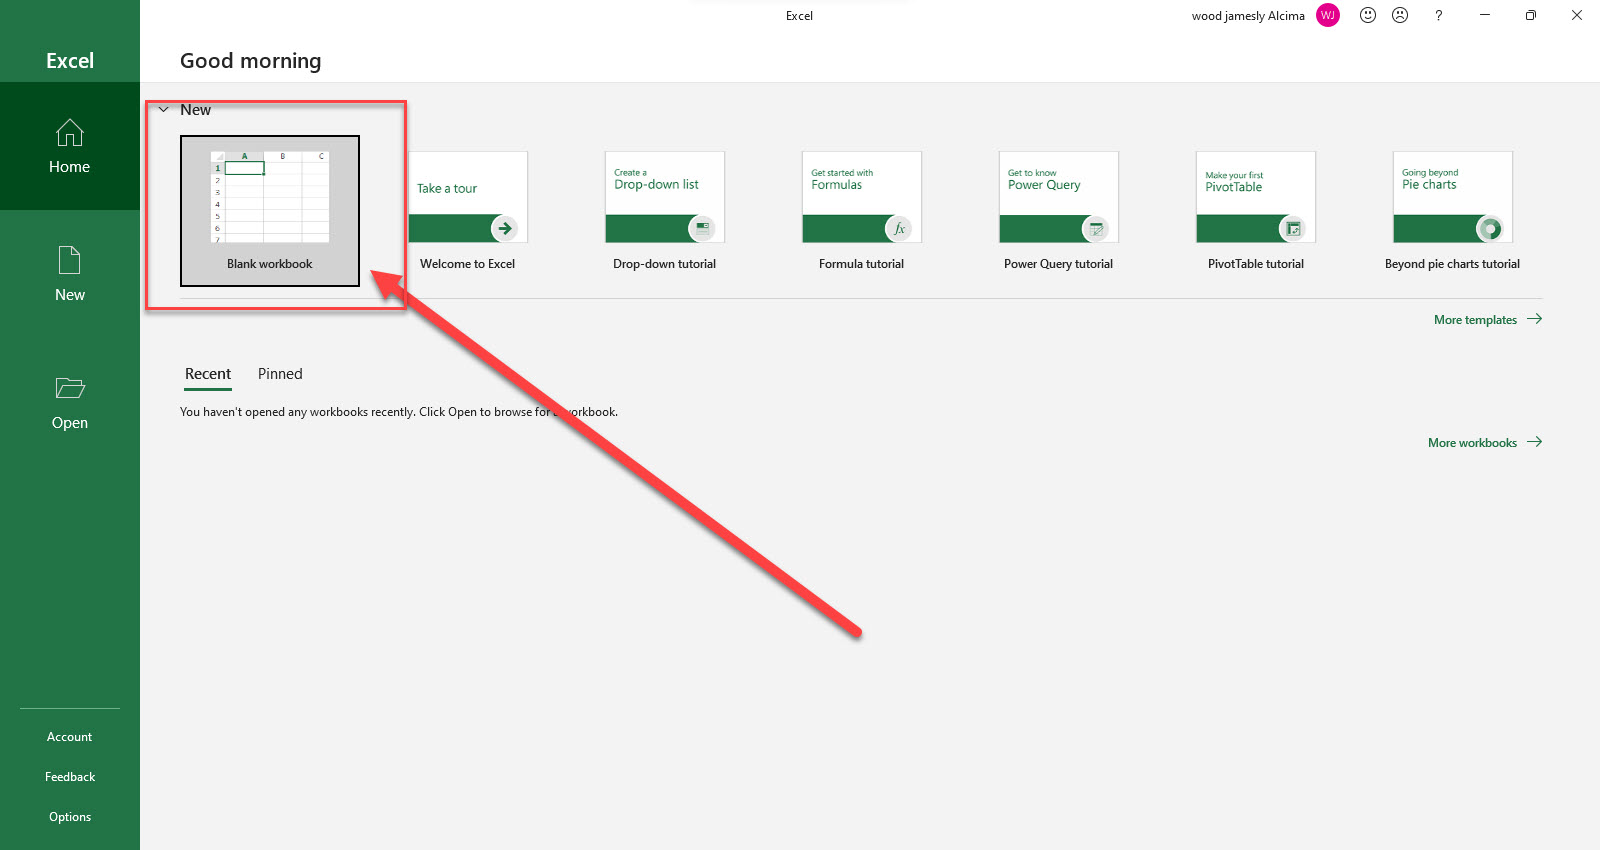 Excel
wood jamesly Alcima
WJ
?
Excel
Good morning
Home
New
Open
Account
Feedback
Options
New
A B C
1
2
3
4
5
6
7
Blank workbook
Take a tour
Welcome to Excel
Create a
Drop-down list
Drop-down tutorial
Get started with
Formulas
fx
Formula tutorial
Get to know
Power Query
Power Query tutorial
Make your first
PivotTable
PivotTable tutorial
Going beyond
Pie charts
Beyond pie charts tutorial
More templates
Recent Pinned
You haven't opened any workbooks recently. Click Open to browse for workbook.
More workbooks